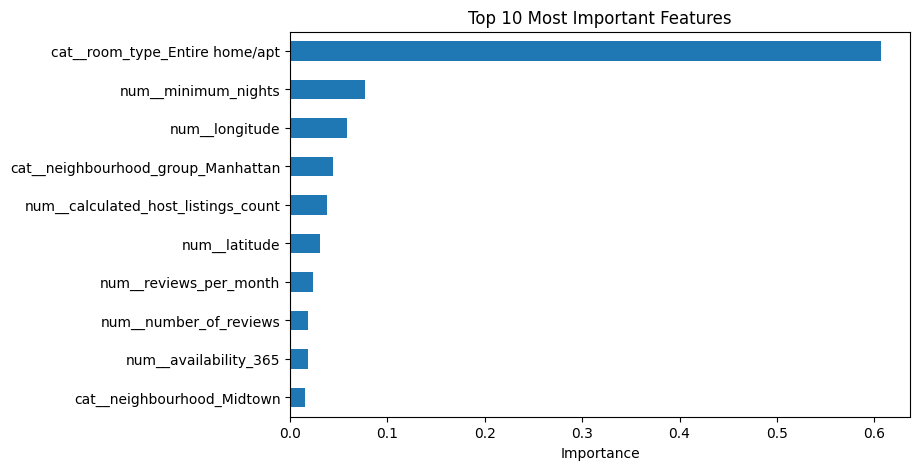 Top 10 Most Important Features
cat__room_type_Entire home/apt
num__minimum_nights
num__longitude
cat__neighbourhood_group_Manhattan
num__calculated_host_listings_count
num__latitude
num__reviews_per_month
num__number_of_reviews
num__availability_365
cat__neighbourhood_Midtown
0.0 0.1 0.2 0.3 0.4 0.5 0.6
Importance